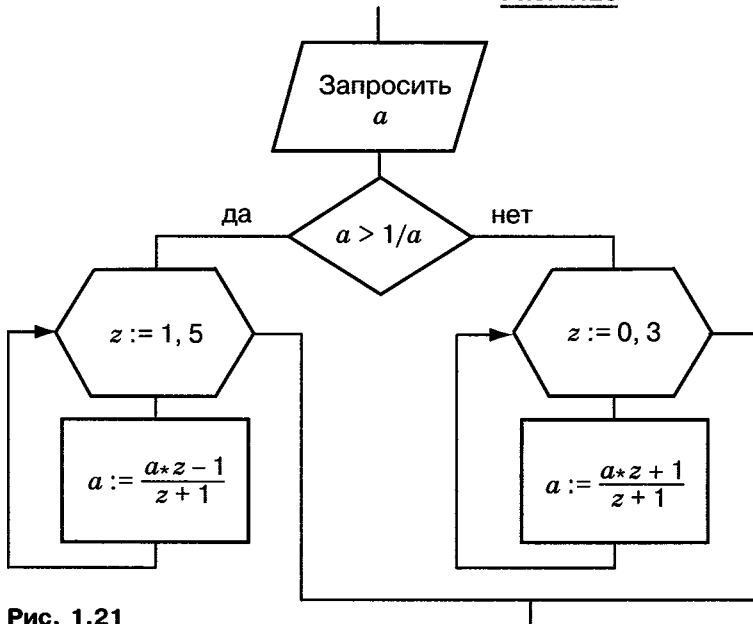 Запросить
a
да
a > 1/a
нет
z := 1, 5
z := 0, 3
a := a*z − 1
z + 1
a := a*z + 1
z + 1
Рис. 1.21